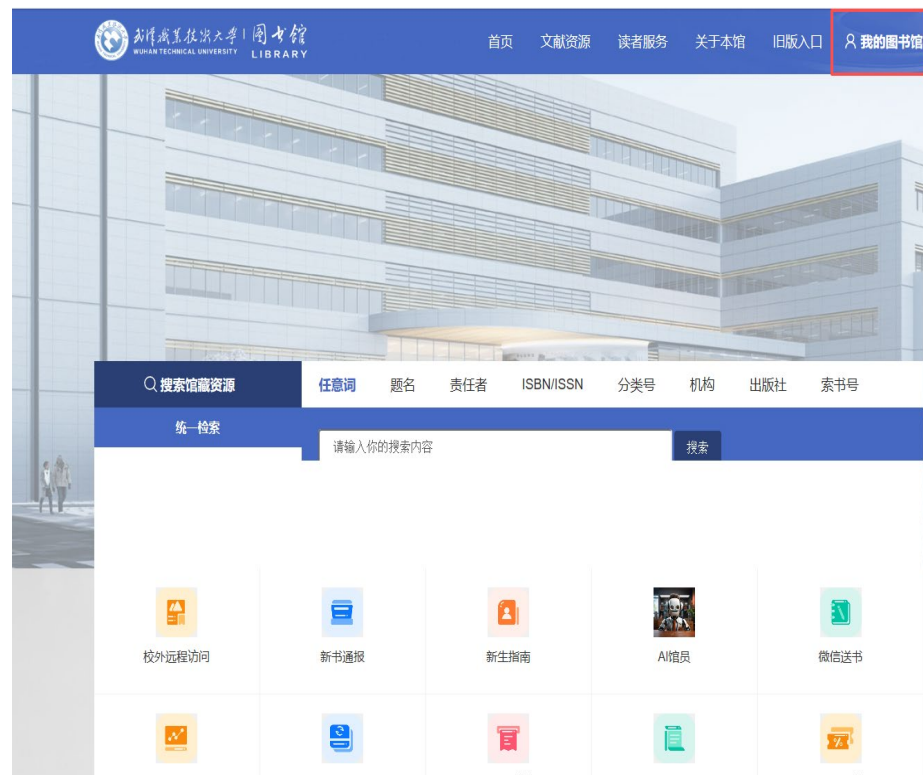 武汉职业技术大学 图书馆
WUHAN TECHNICAL UNIVERSITY LIBRARY
首页 文献资源 读者服务 关于本馆 旧版入口 我的图书馆
搜索馆藏资源 任意词 题名 责任者 ISBN/ISSN 分类号 机构 出版社 索书号
统一检索
请输入你的搜索内容 搜索
校外远程访问 新书通报 新生指南 AI馆员 微信送书